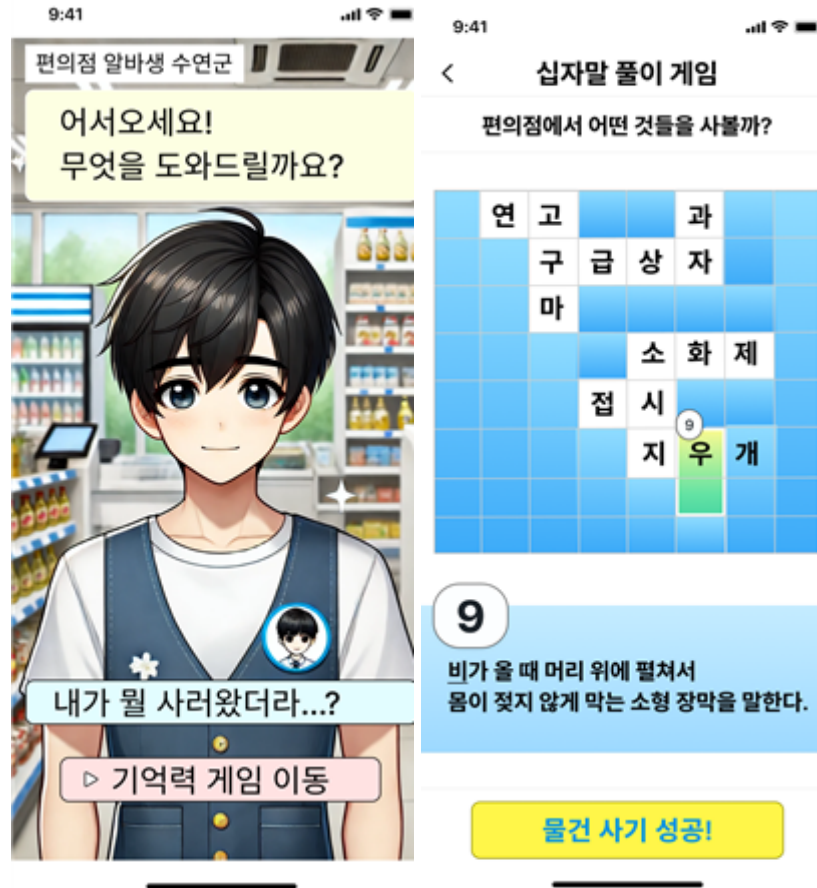 9:41
편의점 알바생 수연군
어서오세요!
무엇을 도와드릴까요?
내가 뭘 사러왔더라...?
▷ 기억력 게임 이동
9:41
< 십자말 풀이 게임
편의점에서 어떤 것들을 사볼까?
연 고 과
구 급 상 자
마
소 화 제
접 시
9
지 우 개
9
비가 올 때 머리 위에 펼쳐서
몸이 젖지 않게 막는 소형 장막을 말한다.
물건 사기 성공!